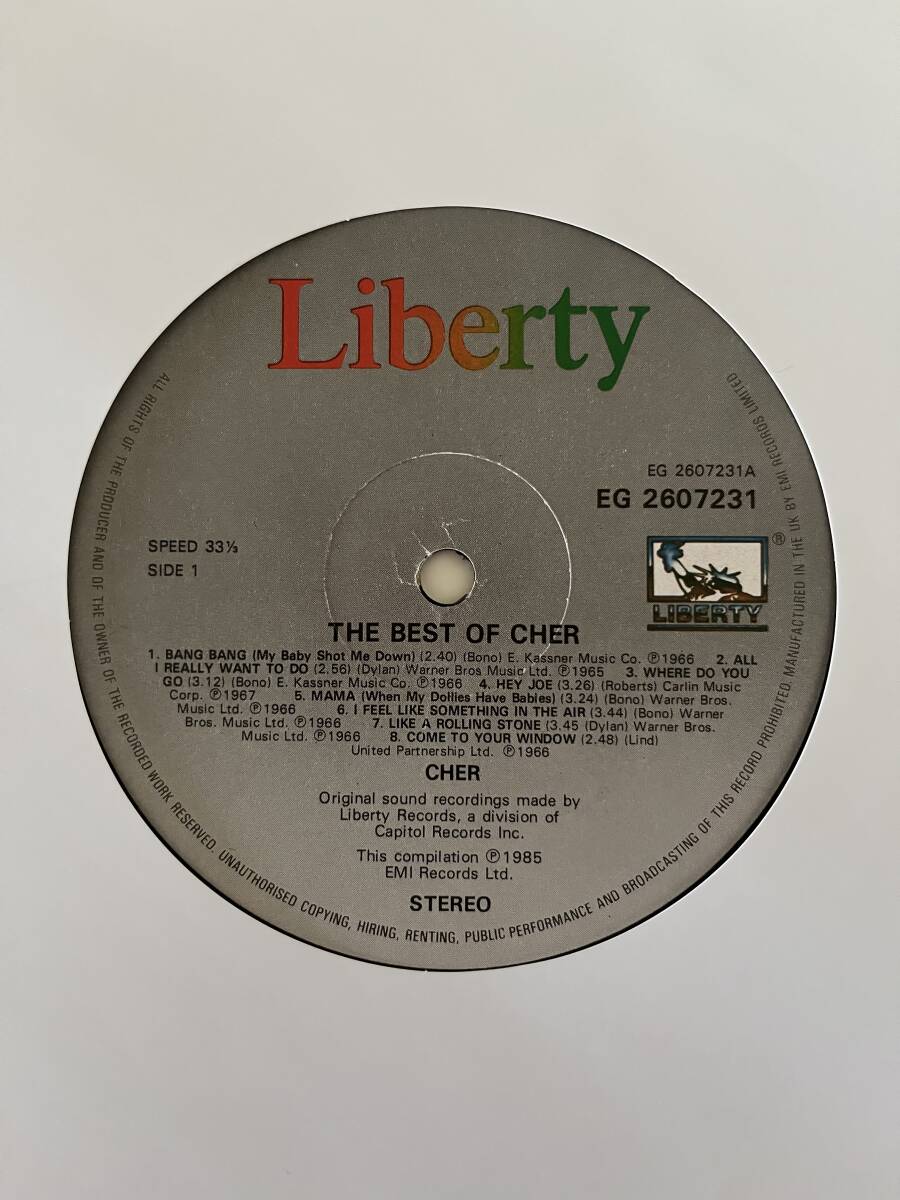 Liberty
EG 2607231A
EG 2607231
SPEED 33⅓
SIDE 1
®
LIBERTY
THE BEST OF CHER
1. BANG BANG (My Baby Shot Me Down) (2.40) (Bono) E. Kassner Music Co. ℗1966 2. ALL
I REALLY WANT TO DO (2.56) (Dylan) Warner Bros Music Ltd. ℗1965 3. WHERE DO YOU
GO (3.12) (Bono) E. Kassner Music Co. ℗1966 4. HEY JOE (3.26) (Roberts) Carlin Music
Corp. ℗1967 5. MAMA (When My Dollies Have Babies) (3.24) (Bono) Warner Bros.
Music Ltd. ℗1966 6. I FEEL LIKE SOMETHING IN THE AIR (3.44) (Bono) Warner
Bros. Music Ltd. ℗1966 7. LIKE A ROLLING STONE (3.45 (Dylan) Warner Bros.
Music Ltd. ℗1966 8. COME TO YOUR WINDOW (2.48) (Lind)
United Partnership Ltd. ℗1966
CHER
Original sound recordings made by
Liberty Records, a division of
Capitol Records Inc.
This compilation ℗1985
EMI Records Ltd.
STEREO
ALL RIGHTS OF THE PRODUCER AND OF THE OWNER OF THE RECORDED WORK RESERVED. UNAUTHORISED COPYING, HIRING, RENTING, PUBLIC PERFORMANCE AND BROADCASTING OF THIS RECORD PROHIBITED. MANUFACTURED IN THE UK BY EMI RECORDS LIMITED